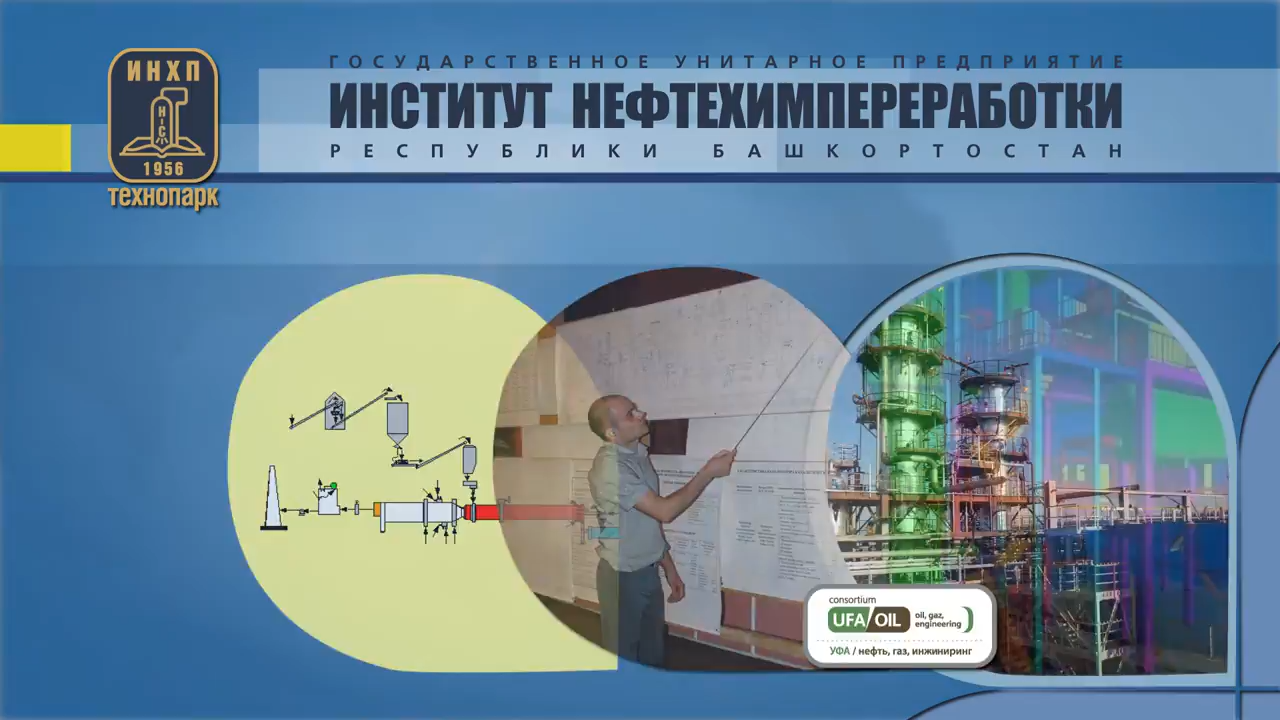 ИНХП
НІС
1956
ТЕХНОПАРК
ГОСУДАРСТВЕННОЕ УНИТАРНОЕ ПРЕДПРИЯТИЕ
ИНСТИТУТ НЕФТЕХИМПЕРЕРАБОТКИ
РЕСПУБЛИКИ БАШКОРТОСТАН
consortium
UFA/OIL
oil, gaz,
engineering
УФА / нефть, газ, инжиниринг